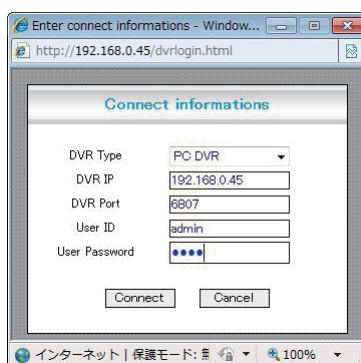 Enter connect informations - Window...
http://192.168.0.45/dvrlogin.html
Connect informations
DVR Type PC DVR
DVR IP 192.168.0.45
DVR Port 6807
User ID admin
User Password ●●●●
Connect Cancel
インターネット | 保護モード: 無 100%